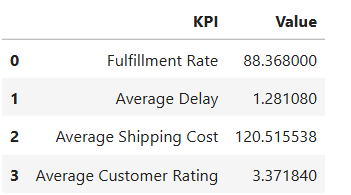 KPI Value
0 Fulfillment Rate 88.368000
1 Average Delay 1.281080
2 Average Shipping Cost 120.515538
3 Average Customer Rating 3.371840